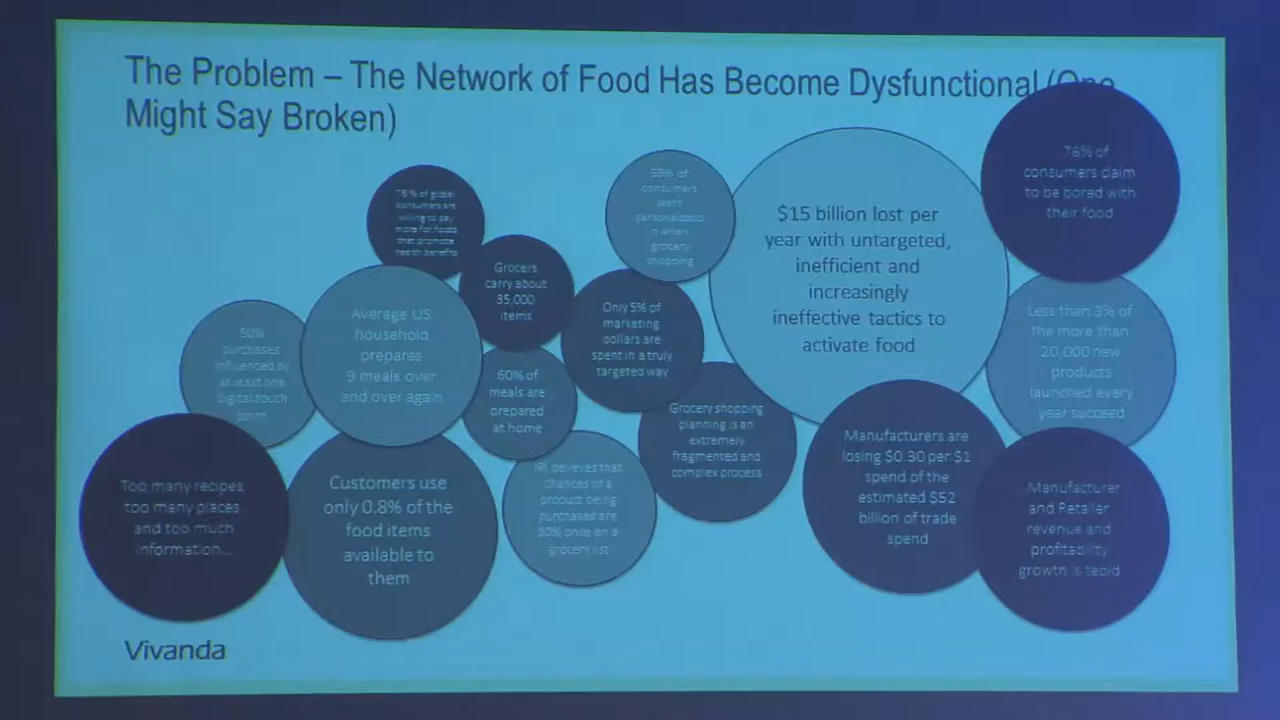 The Problem – The Network of Food Has Become Dysfunctional (One
Might Say Broken)
76% of
consumers claim
to be bored with
their food
$15 billion lost per
year with untargeted,
inefficient and
increasingly
ineffective tactics to
activate food
consumers
want
when
grocery
shopping
of global
consumers are
willing to pay
more for foods
that promote
health benefits
Grocers
carry about
35,000
items
Only 5% of
marketing
dollars are
spent in a truly
targeted way
Average US
household
prepares
9 meals over
and over again
50%
purchases
influenced by
at least one
digital touch
point
60% of
meals are
prepared
at home
Grocery shopping
planning is an
extremely
fragmented and
complex process
Less than 3% of
the more than
20,000 new
products
launched every
year succeed
Manufacturers are
losing $0.30 per $1
spend of the
estimated $52
billion of trade
spend
Manufacturer
and Retailer
revenue and
profitability
growth is tepid
Too many recipes,
too many places
and too much
information...
Customers use
only 0.8% of the
food items
available to
them
IRI believes that
chances of a
product being
purchased are
once on a
grocery list
Vivanda